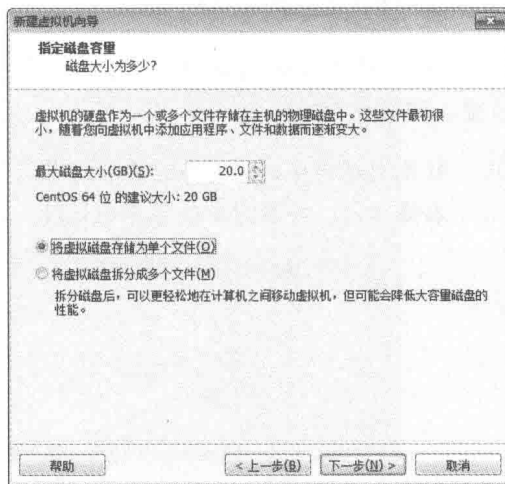 新建虚拟机向导
指定磁盘容量
磁盘大小为多少?
虚拟机的硬盘作为一个或多个文件存储在主机的物理磁盘中。这些文件最初很
小，随着您向虚拟机中添加应用程序、文件和数据而逐渐变大。
最大磁盘大小(GB)(S): 20.0
CentOS 64 位 的建议大小: 20 GB
将虚拟磁盘存储为单个文件(O)
将虚拟磁盘拆分成多个文件(M)
拆分磁盘后，可以更轻松地在计算机之间移动虚拟机，但可能会降低大容量磁盘的
性能。
帮助 < 上一步(B) 下一步(N) > 取消